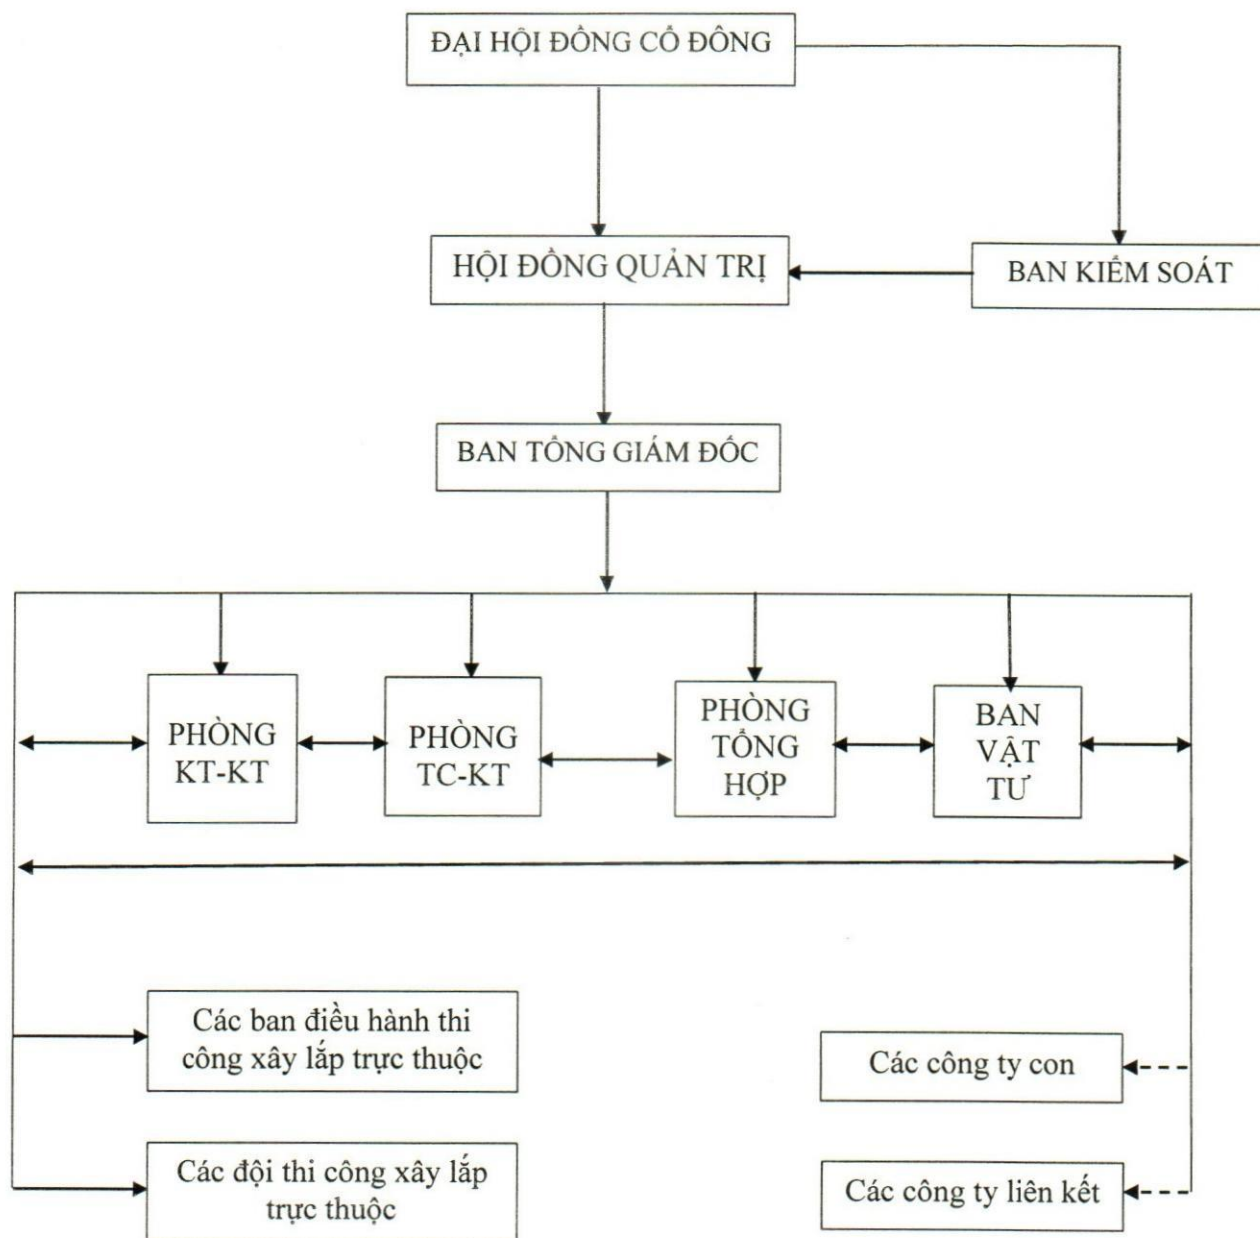 ĐẠI HỘI ĐỒNG CỔ ĐÔNG
HỘI ĐỒNG QUẢN TRỊ
BAN KIỂM SOÁT
BAN TỔNG GIÁM ĐỐC
PHÒNG
KT-KT
PHÒNG
TC-KT
PHÒNG
TỔNG
HỢP
BAN
VẬT
TƯ
Các ban điều hành thi
công xây lắp trực thuộc
Các công ty con
Các đội thi công xây lắp
trực thuộc
Các công ty liên kết